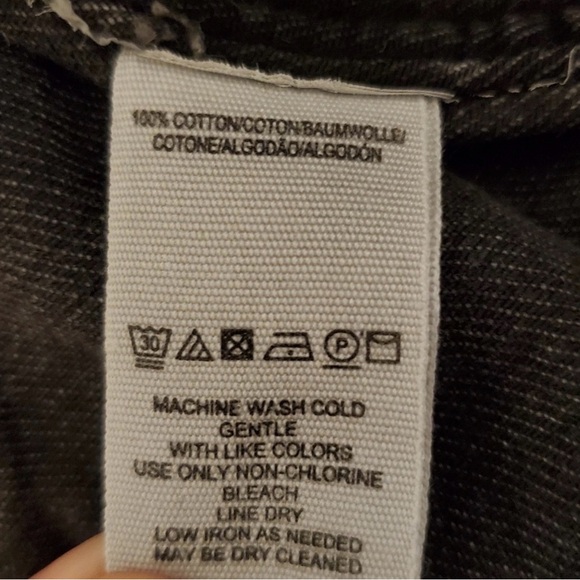 100% COTTON/COTON/BAUMWOLLE/
COTONE/ALGODÃO/ALGODÓN
30 P
MACHINE WASH COLD
GENTLE
WITH LIKE COLORS
USE ONLY NON-CHLORINE
BLEACH
LINE DRY
LOW IRON AS NEEDED
MAY BE DRY CLEANED